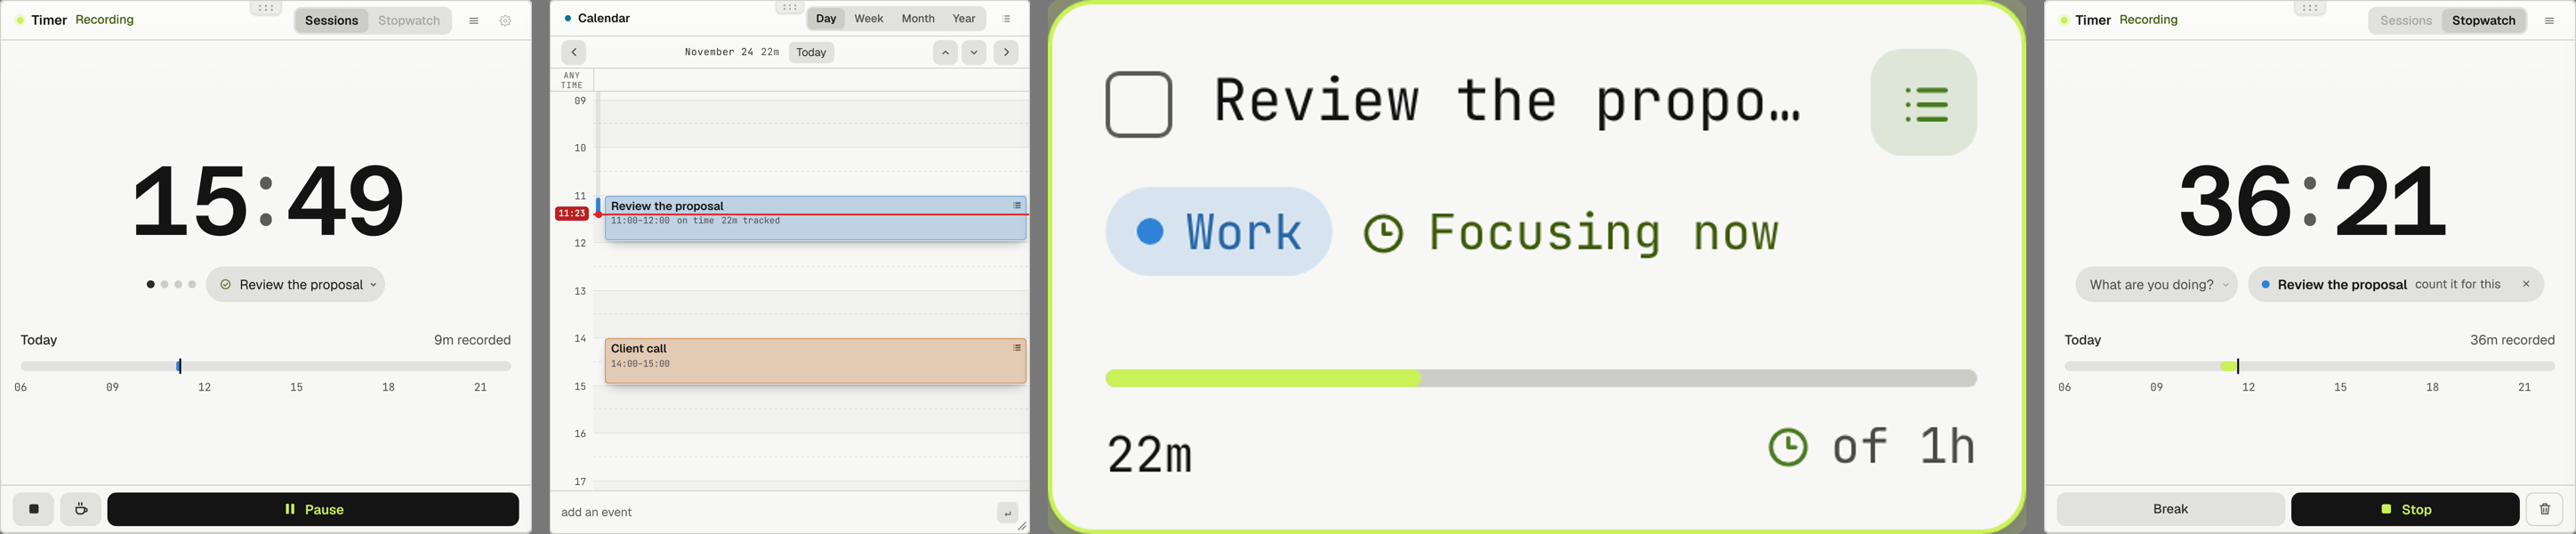 Timer Recording Sessions Stopwatch
15:49
Review the proposal
Today 9m recorded
06 09 12 15 18 21
Pause
Calendar Day Week Month Year
November 24 22m Today
ANY TIME
09
10
11
Review the proposal
11:23
11:00–12:00 on time 22m tracked
12
13
14
Client call
14:00–15:00
15
16
17
add an event
Review the propo…
Work Focusing now
22m of 1h
Timer Recording Sessions Stopwatch
36:21
What are you doing? Review the proposal count it for this
Today 36m recorded
06 09 12 15 18 21
Break Stop